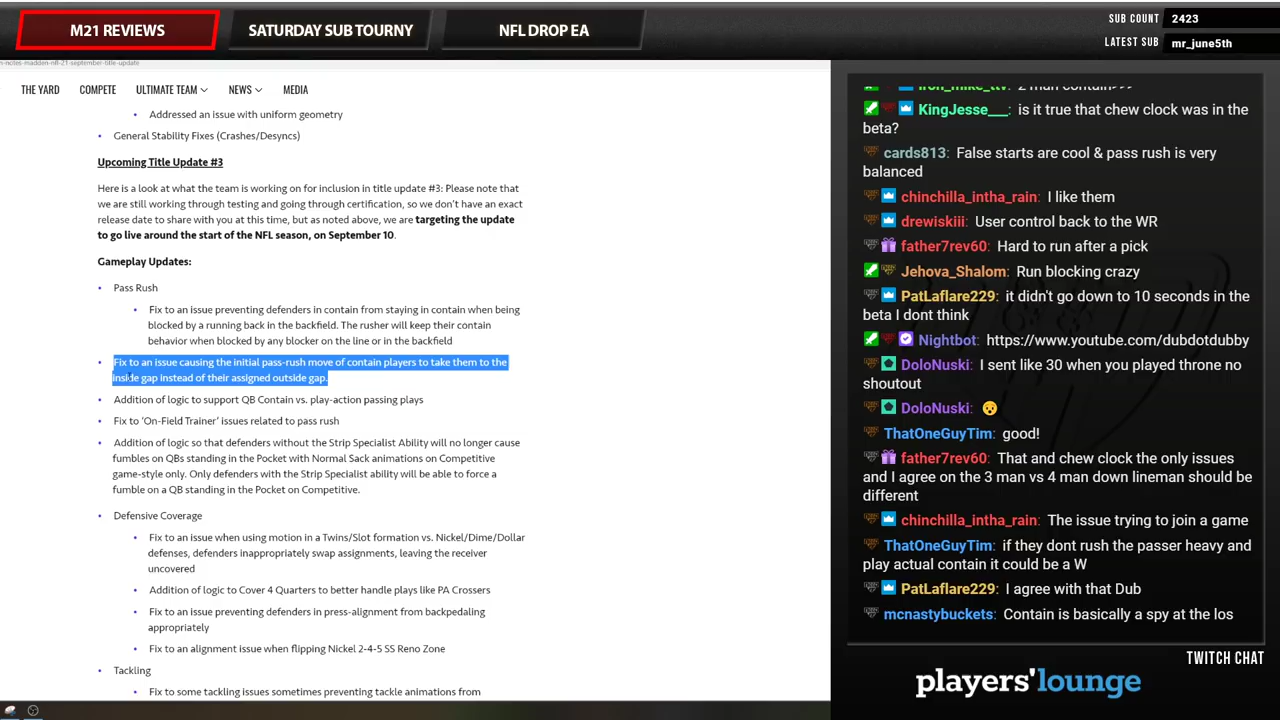 M21 REVIEWS
SATURDAY SUB TOURNY
NFL DROP EA
SUB COUNT 2423
LATEST SUB mr_june5th
n-notes-madden-nfl-21-september-title-update
THE YARD COMPETE ULTIMATE TEAM NEWS MEDIA
Addressed an issue with uniform geometry
• General Stability Fixes (Crashes/Desyncs)
Upcoming Title Update #3
Here is a look at what the team is working on for inclusion in title update #3: Please note that
we are still working through testing and going through certification, so we don't have an exact
release date to share with you at this time, but as noted above, we are targeting the update
to go live around the start of the NFL season, on September 10.
Gameplay Updates:
• Pass Rush
• Fix to an issue preventing defenders in contain from staying in contain when being
blocked by a running back in the backfield. The rusher will keep their contain
behavior when blocked by any blocker on the line or in the backfield
• Fix to an issue causing the initial pass-rush move of contain players to take them to the
inside gap instead of their assigned outside gap.
• Addition of logic to support QB Contain vs. play-action passing plays
• Fix to 'On-Field Trainer' issues related to pass rush
• Addition of logic so that defenders without the Strip Specialist Ability will no longer cause
fumbles on QBs standing in the Pocket with Normal Sack animations on Competitive
game-style only. Only defenders with the Strip Specialist ability will be able to force a
fumble on a QB standing in the Pocket on Competitive.
• Defensive Coverage
• Fix to an issue when using motion in a Twins/Slot formation vs. Nickel/Dime/Dollar
defenses, defenders inappropriately swap assignments, leaving the receiver
uncovered
• Addition of logic to Cover 4 Quarters to better handle plays like PA Crossers
• Fix to an issue preventing defenders in press-alignment from backpedaling
appropriately
• Fix to an alignment issue when flipping Nickel 2-4-5 SS Reno Zone
• Tackling
• Fix to some tackling issues sometimes preventing tackle animations from
iron_mike_ttv: 2 man contain>>>
KingJesse___: is it true that chew clock was in the
beta?
cards813: False starts are cool & pass rush is very
balanced
chinchilla_intha_rain: I like them
drewiskiii: User control back to the WR
father7rev60: Hard to run after a pick
Jehova_Shalom: Run blocking crazy
PatLaflare229: it didn't go down to 10 seconds in the
beta I dont think
Nightbot: https://www.youtube.com/dubdotdubby
DoloNuski: I sent like 30 when you played throne no
shoutout
DoloNuski: 😧
ThatOneGuyTim: good!
father7rev60: That and chew clock the only issues
and I agree on the 3 man vs 4 man down lineman should be
different
chinchilla_intha_rain: The issue trying to join a game
ThatOneGuyTim: if they dont rush the passer heavy and
play actual contain it could be a W
PatLaflare229: I agree with that Dub
mcnastybuckets: Contain is basically a spy at the los
TWITCH CHAT
players'lounge